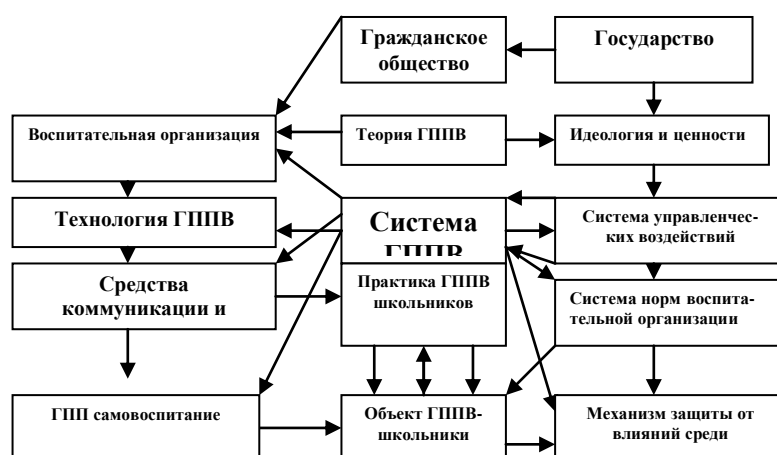 Гражданское
общество
Государство
Воспитательная организация
Теория ГППВ
Идеология и ценности
Технология ГППВ
Система
ГППВ
Система управленчес-
ких воздействий
Средства
коммуникации и
Практика ГППВ
школьников
Система норм воспита-
тельной организации
ГПП самовоспитание
Объект ГППВ-
школьники
Механизм защиты от
влияний среди